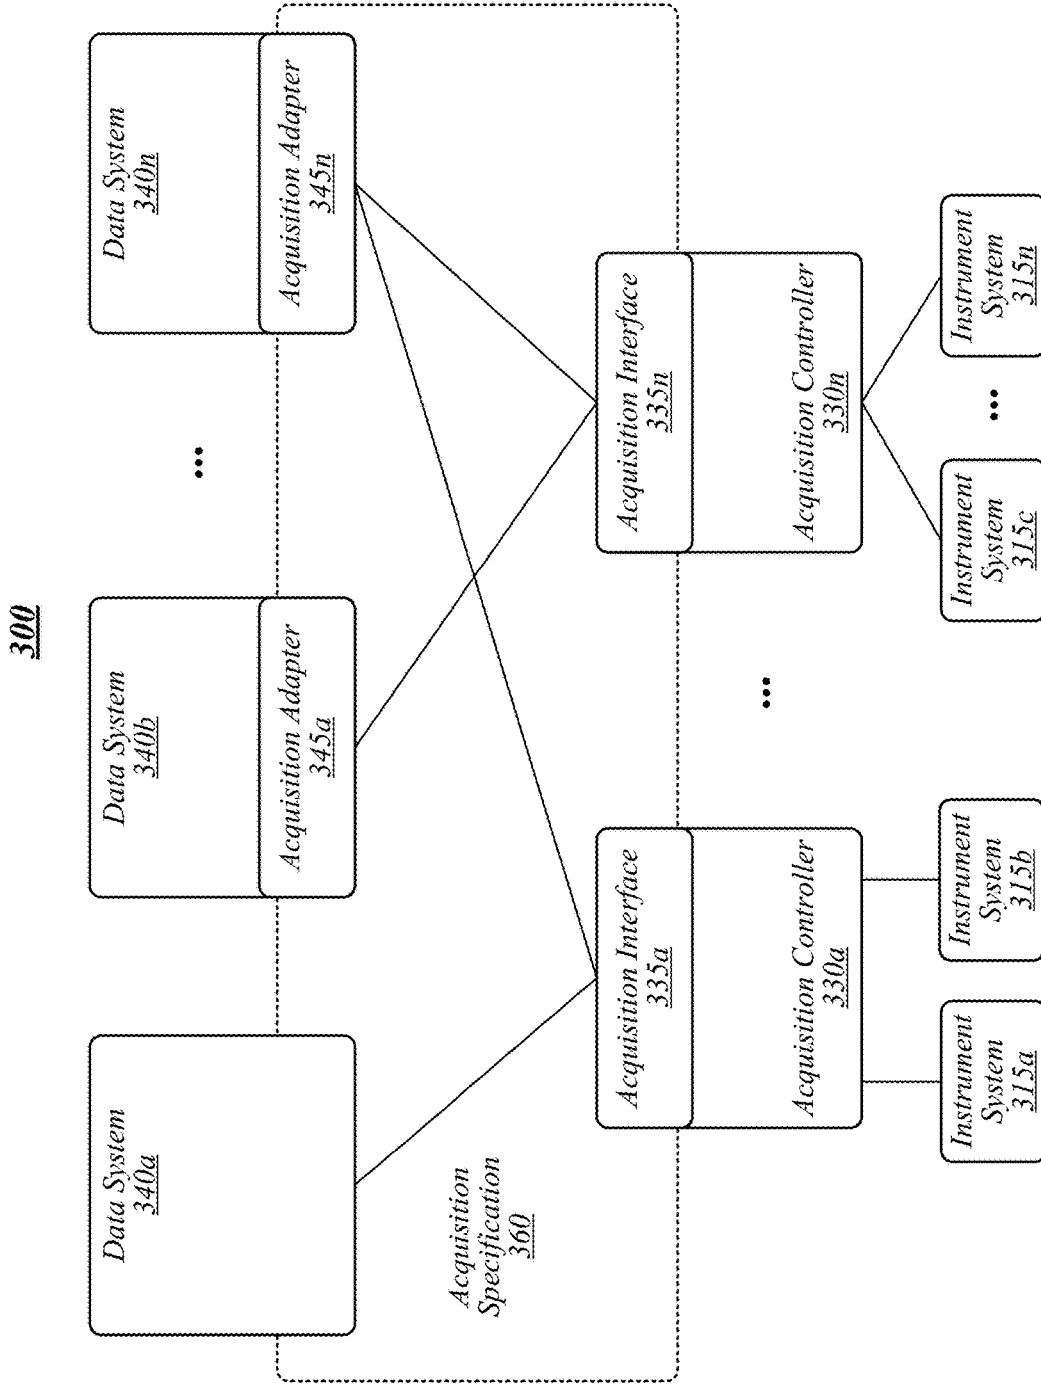 300
Data System
340a
Data System
340b
Acquisition Adapter
345a
•••
Data System
340n
Acquisition Adapter
345n
Acquisition
Specification
360
Acquisition Interface
335a
Acquisition Controller
330a
•••
Acquisition Interface
335n
Acquisition Controller
330n
Instrument
System
315a
Instrument
System
315b
Instrument
System
315c
•••
Instrument
System
315n